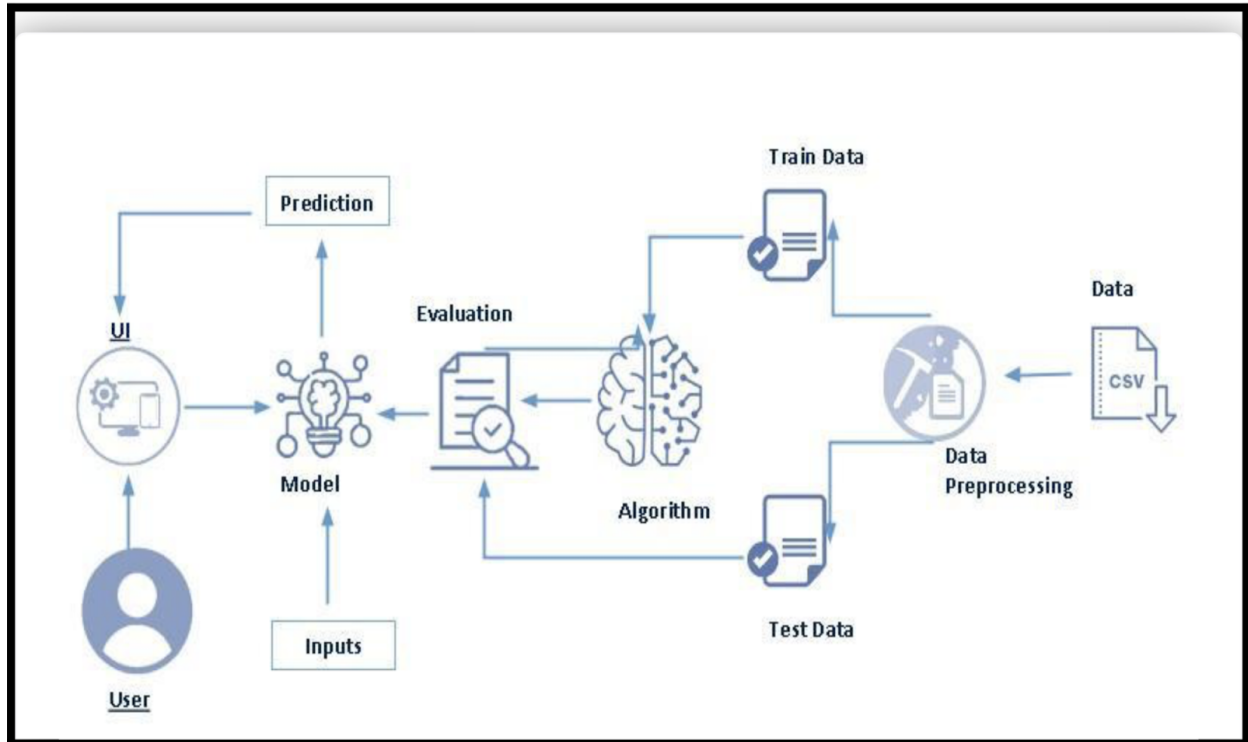 Train Data
Prediction
Data
Evaluation
UI
CSV
Data
Preprocessing
Model
Algorithm
Test Data
Inputs
User